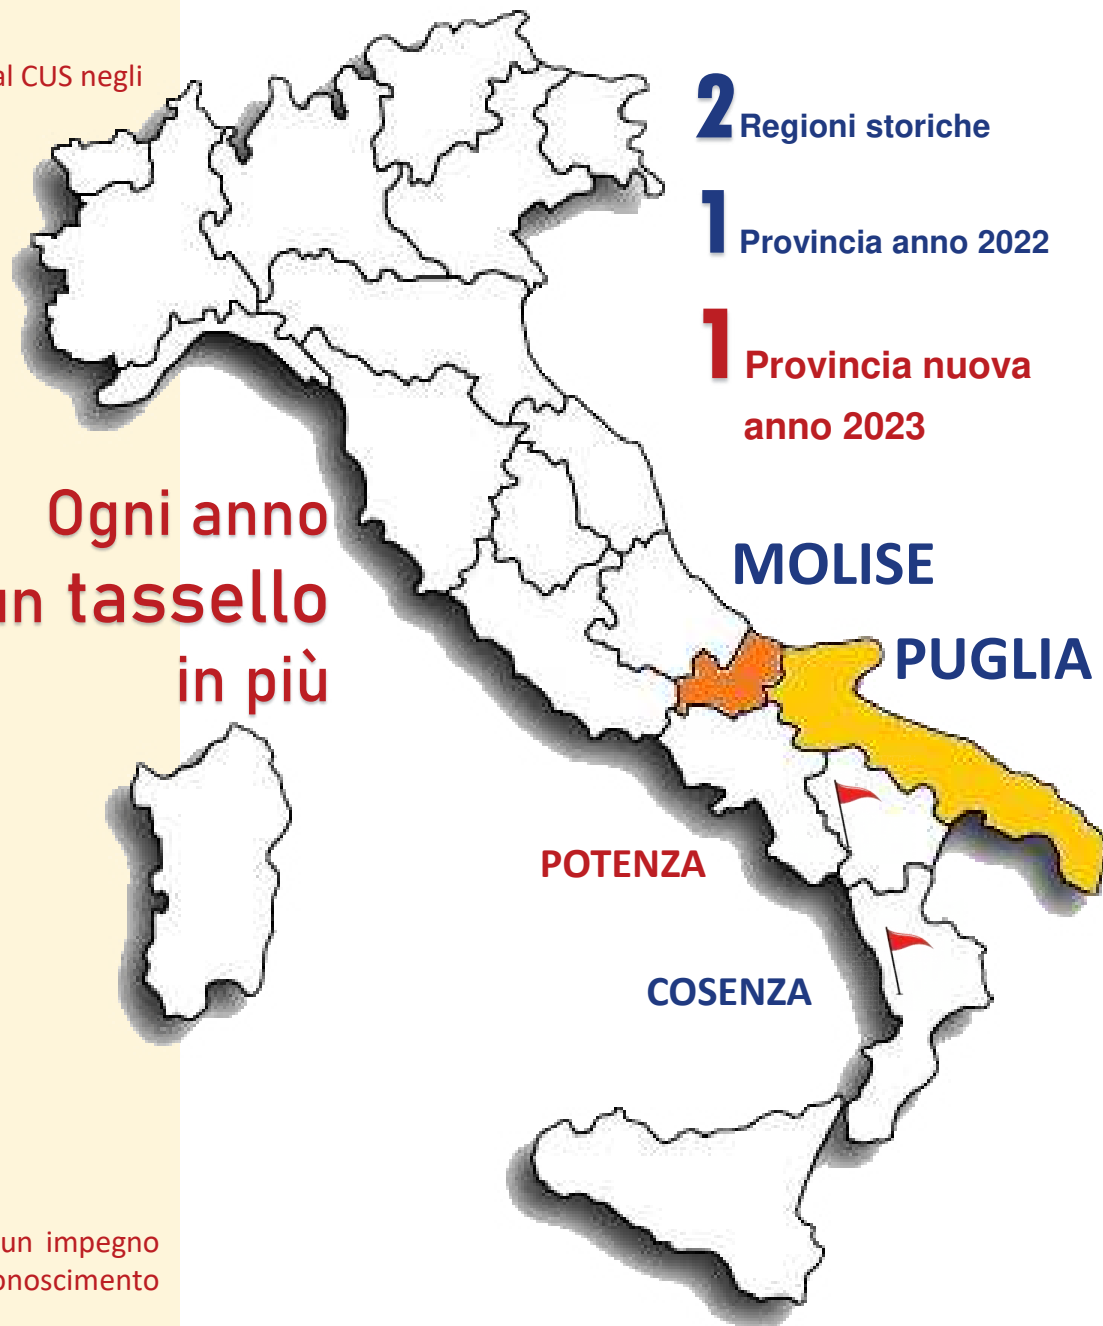 al CUS negli
2 Regioni storiche
1 Provincia anno 2022
1 Provincia nuova
anno 2023
Ogni anno
un tassello
in più
MOLISE
PUGLIA
POTENZA
COSENZA
un impegno
onoscimento